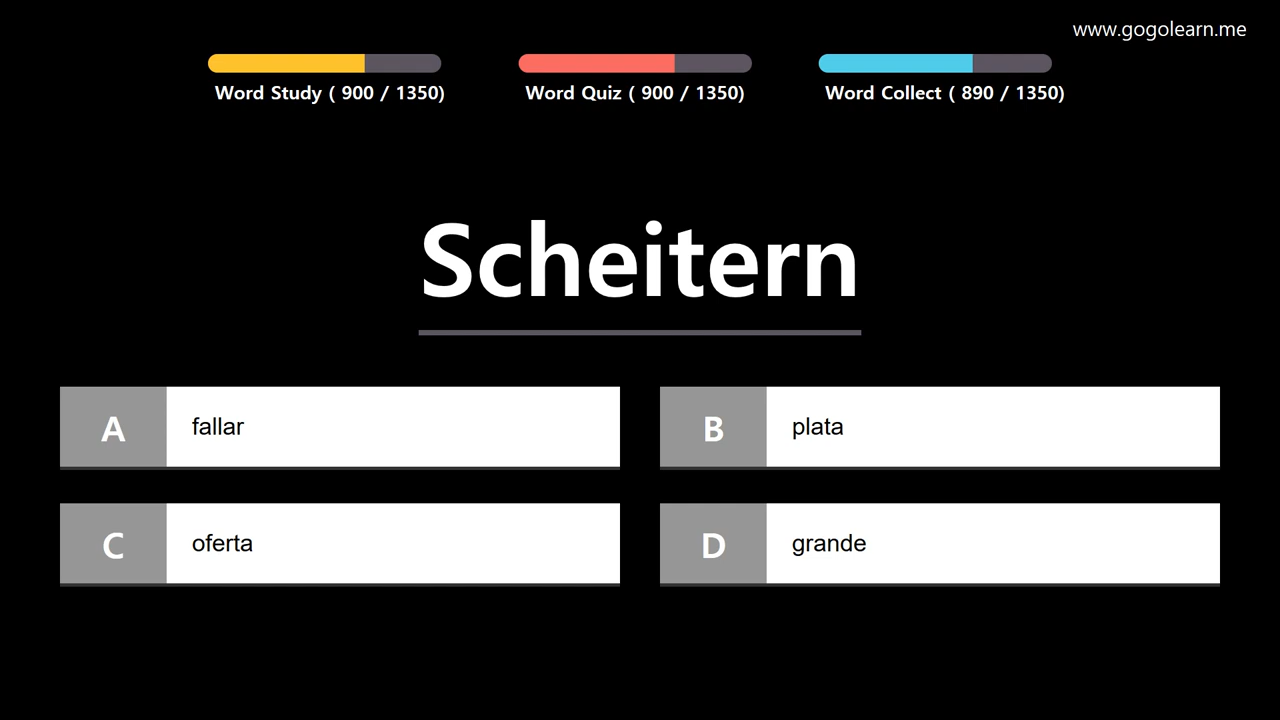 www.gogolearn.me
Word Study ( 900 / 1350)
Word Quiz ( 900 / 1350)
Word Collect ( 890 / 1350)
Scheitern
A fallar
B plata
C oferta
D grande